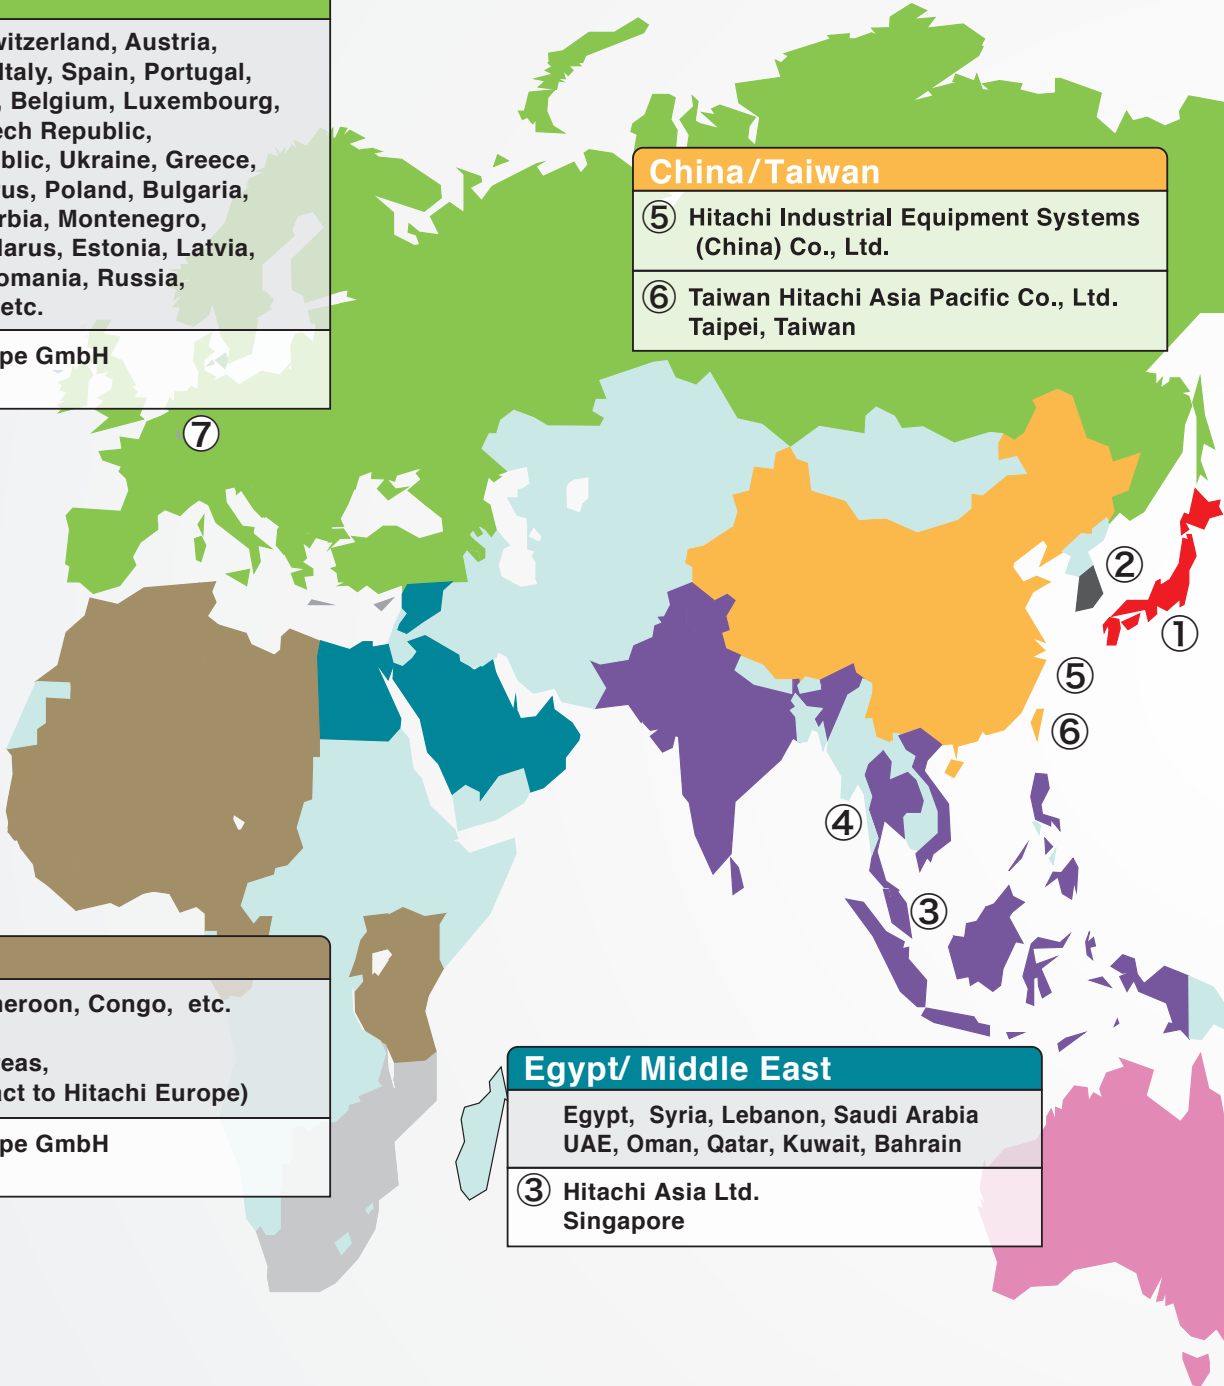 witzerland, Austria,
Italy, Spain, Portugal,
, Belgium, Luxembourg,
ech Republic,
blic, Ukraine, Greece,
rus, Poland, Bulgaria,
rbia, Montenegro,
larus, Estonia, Latvia,
omania, Russia,
etc.
pe GmbH
China/Taiwan
⑤ Hitachi Industrial Equipment Systems
(China) Co., Ltd.
⑥ Taiwan Hitachi Asia Pacific Co., Ltd.
Taipei, Taiwan
⑦
②
①
⑤
⑥
④
③
neroon, Congo, etc.
eas,
act to Hitachi Europe)
pe GmbH
Egypt/ Middle East
Egypt, Syria, Lebanon, Saudi Arabia
UAE, Oman, Qatar, Kuwait, Bahrain
③ Hitachi Asia Ltd.
Singapore